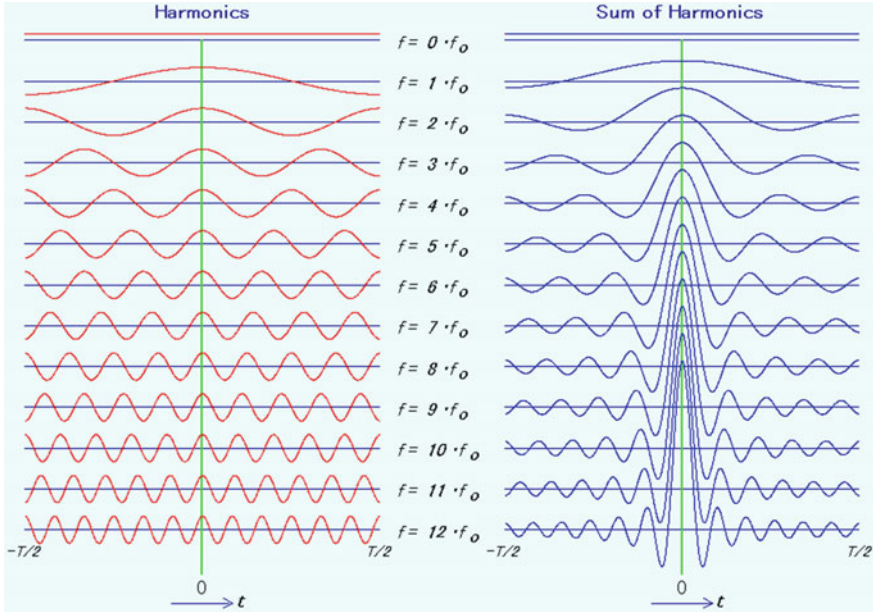 Harmonics
Sum of Harmonics
f = 0 · fo
f = 1 · fo
f = 2 · fo
f = 3 · fo
f = 4 · fo
f = 5 · fo
f = 6 · fo
f = 7 · fo
f = 8 · fo
f = 9 · fo
f = 10 · fo
f = 11 · fo
f = 12 · fo
-T/2 T/2 -T/2 T/2
0 0
t t